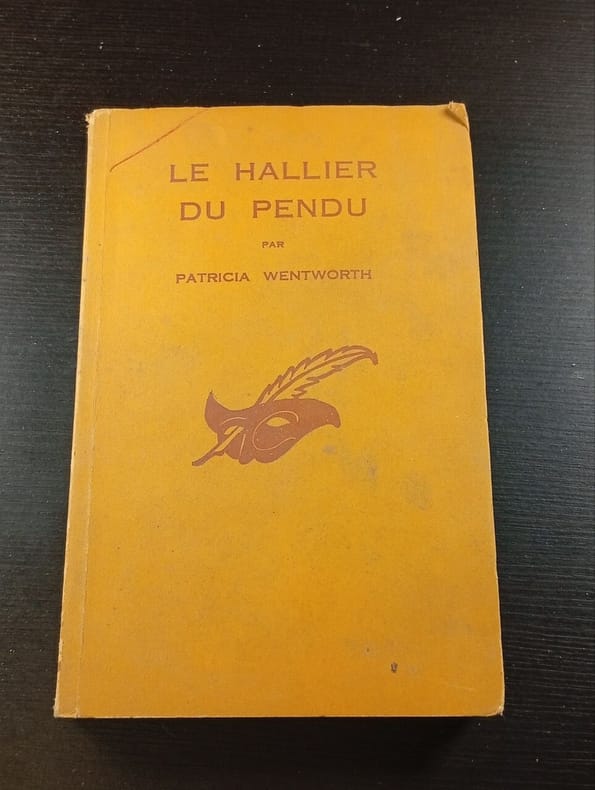 LE HALLIER
DU PENDU
PAR
PATRICIA WENTWORTH